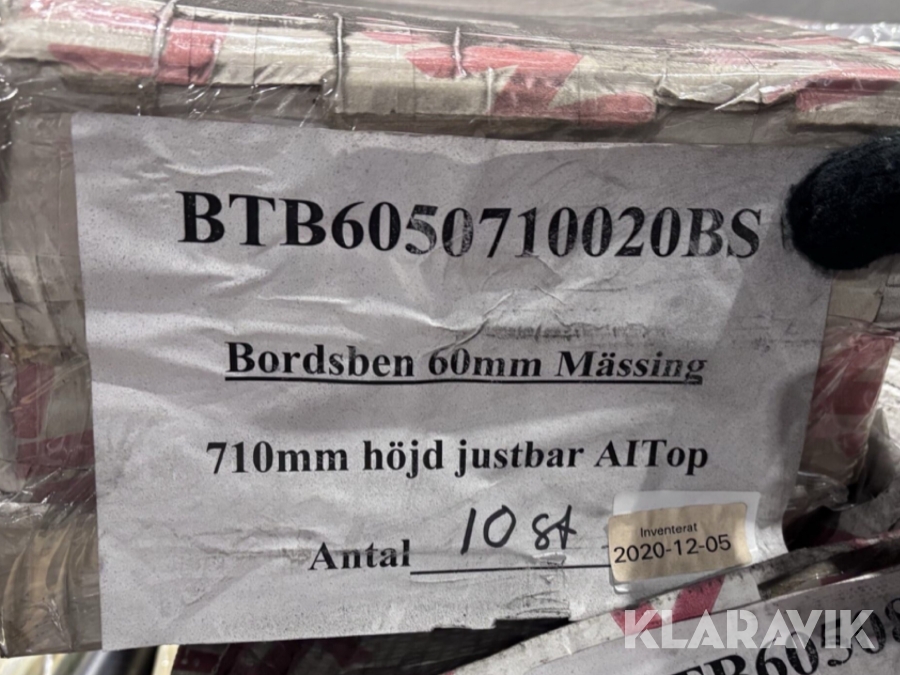 BTB6050710020BS
Bordsben 60mm Mässing
710mm höjd justbar AITop
Antal 10 st
Inventerat
2020-12-05
KLARAVIK